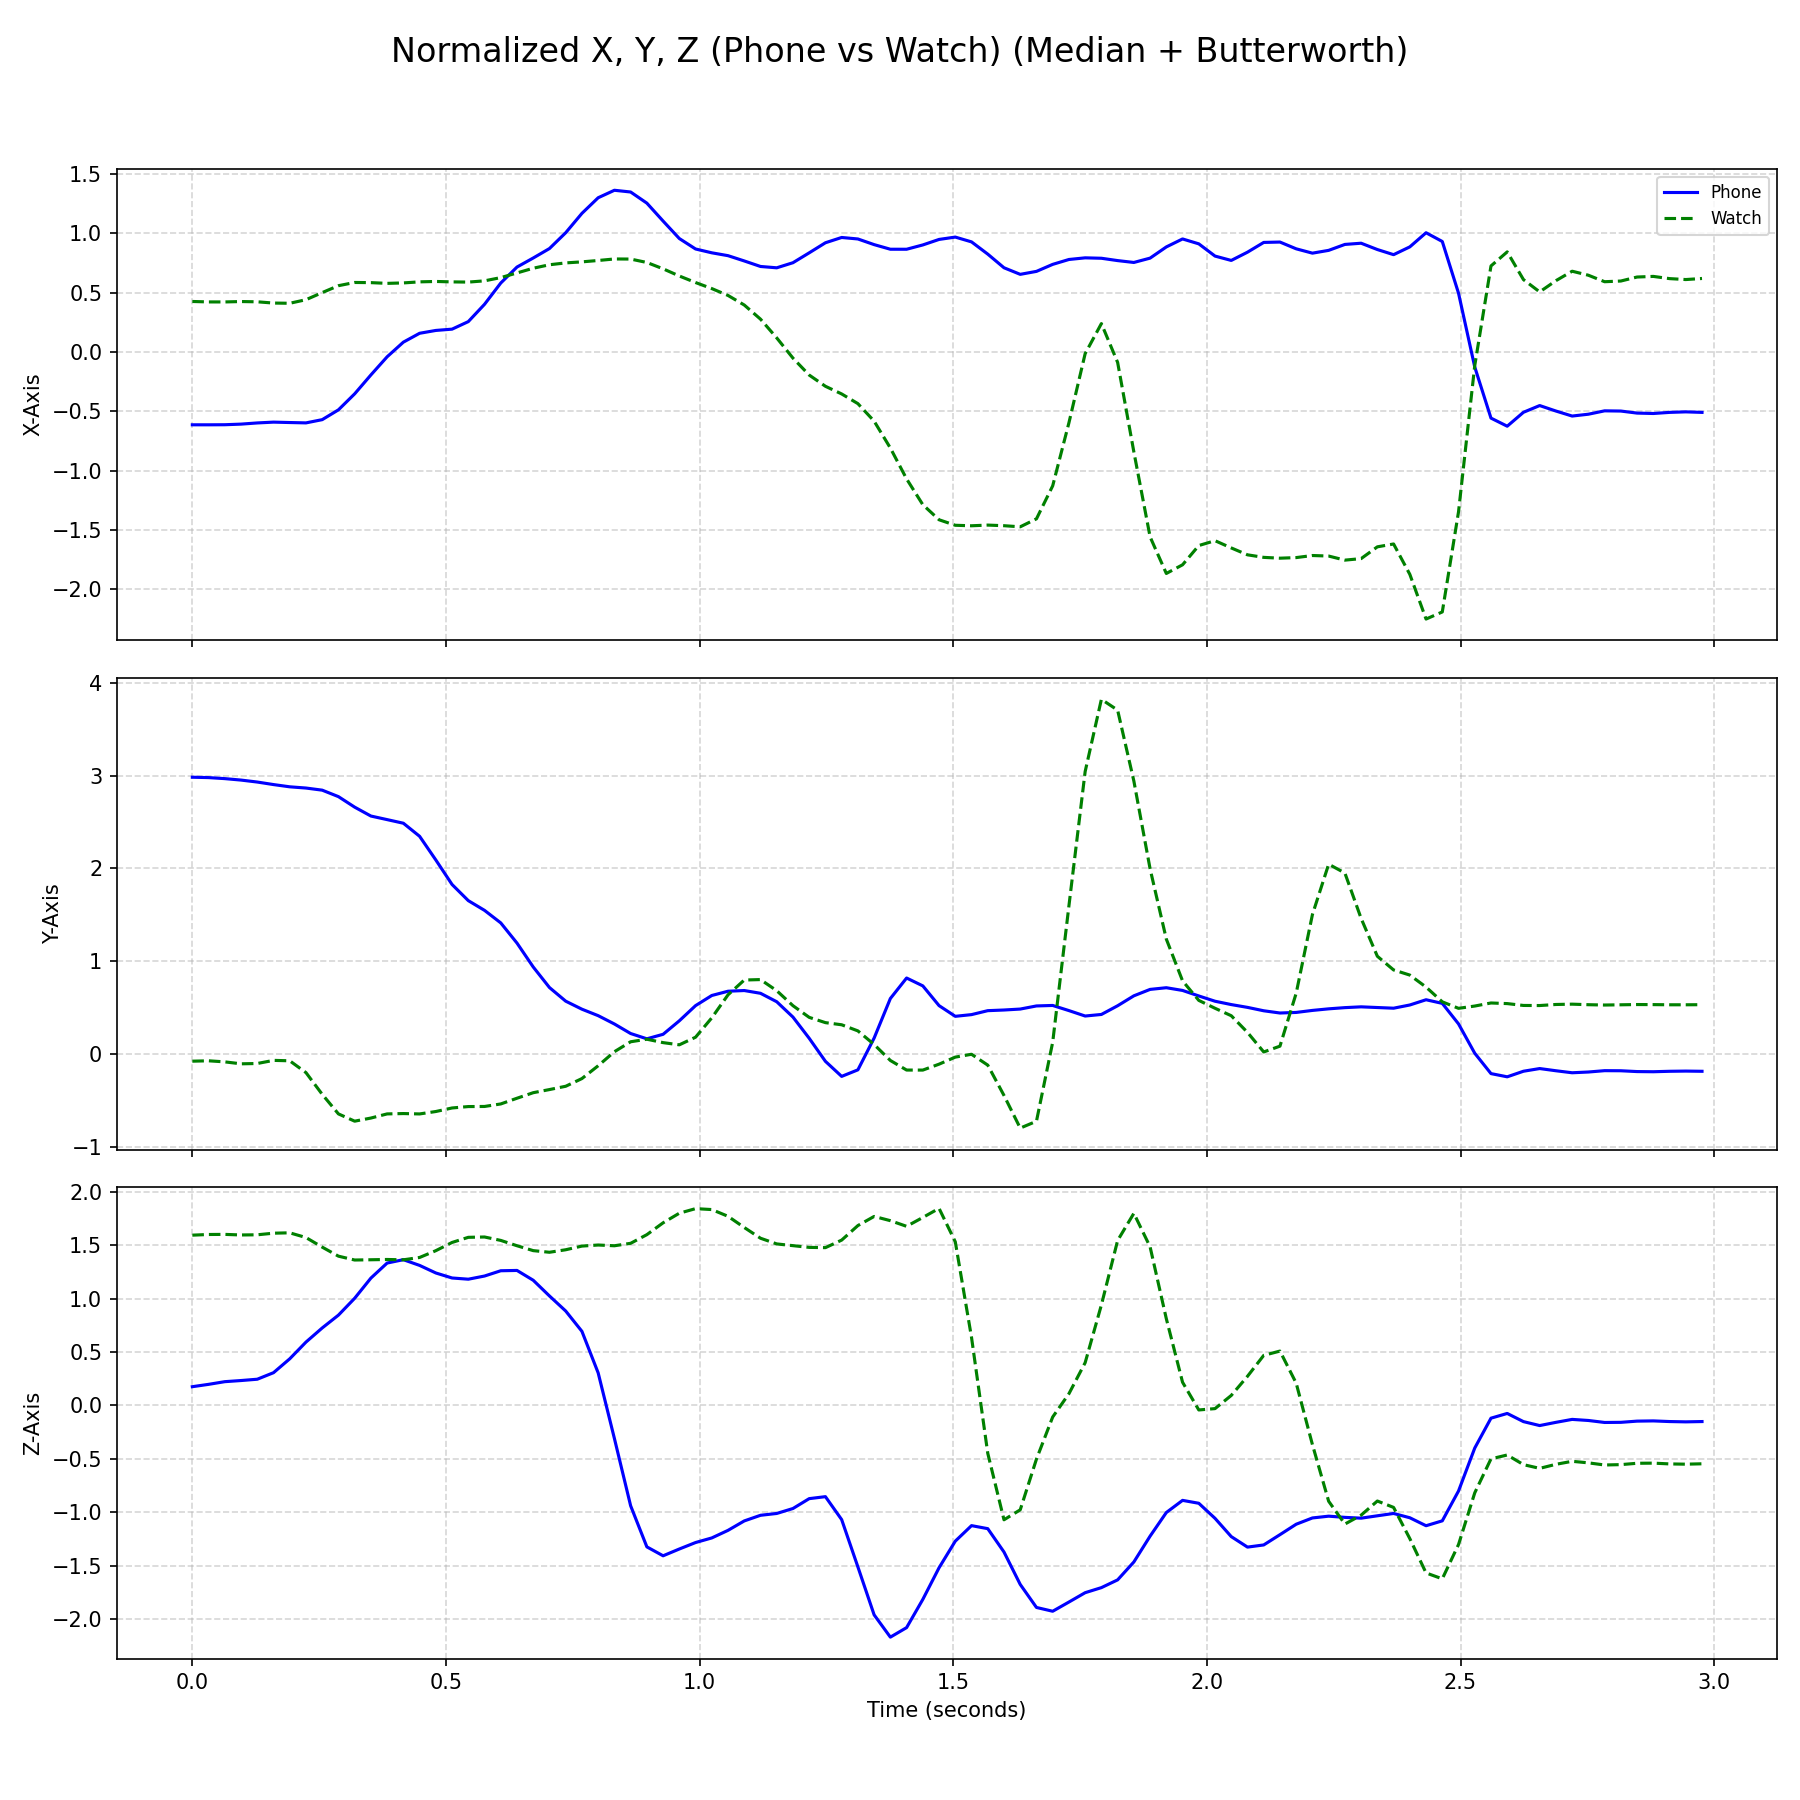 Normalized X, Y, Z (Phone vs Watch) (Median + Butterworth)
Phone
Watch
1.5
1.0
0.5
0.0
−0.5
−1.0
−1.5
−2.0
X-Axis
4
3
2
1
0
−1
Y-Axis
2.0
1.5
1.0
0.5
0.0
−0.5
−1.0
−1.5
−2.0
Z-Axis
0.0 0.5 1.0 1.5 2.0 2.5 3.0
Time (seconds)